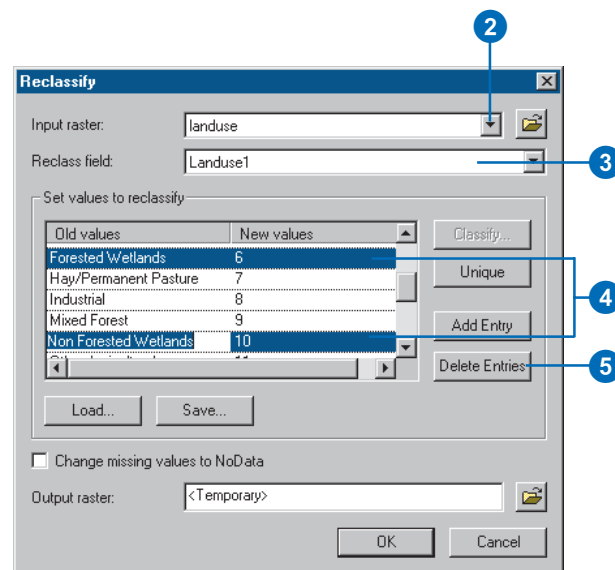 2
Reclassify
Input raster: landuse
Reclass field: Landuse1
3
Set values to reclassify
Old values New values
Classify...
Forested Wetlands 6
Hay/Permanent Pasture 7
Unique
Industrial 8
4
Mixed Forest 9
Add Entry
Non Forested Wetlands 10
Delete Entries
5
Load... Save...
Change missing values to NoData
Output raster: <Temporary>
OK Cancel